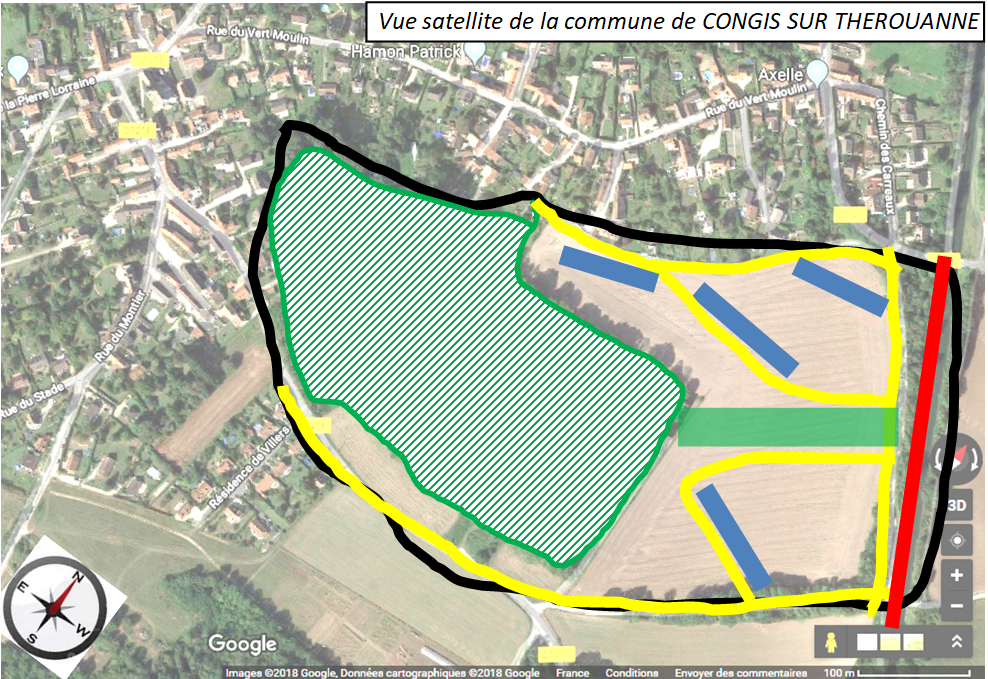 Vue satellite de la commune de CONGIS SUR THEROUANNE
Rue du Vert Moulin
Hamon Patrick
k
Axelle
e la Pierre Lorraine
Rue du Vert Moulin
Chemin des Carreaux
Rue du Montier
Rue du Stade
Résidence de Villers
3D
N
E
W
S
+
−
Google
Images ©2018 Google, Données cartographiques ©2018 Google France Conditions Envoyer des commentaires 100 m